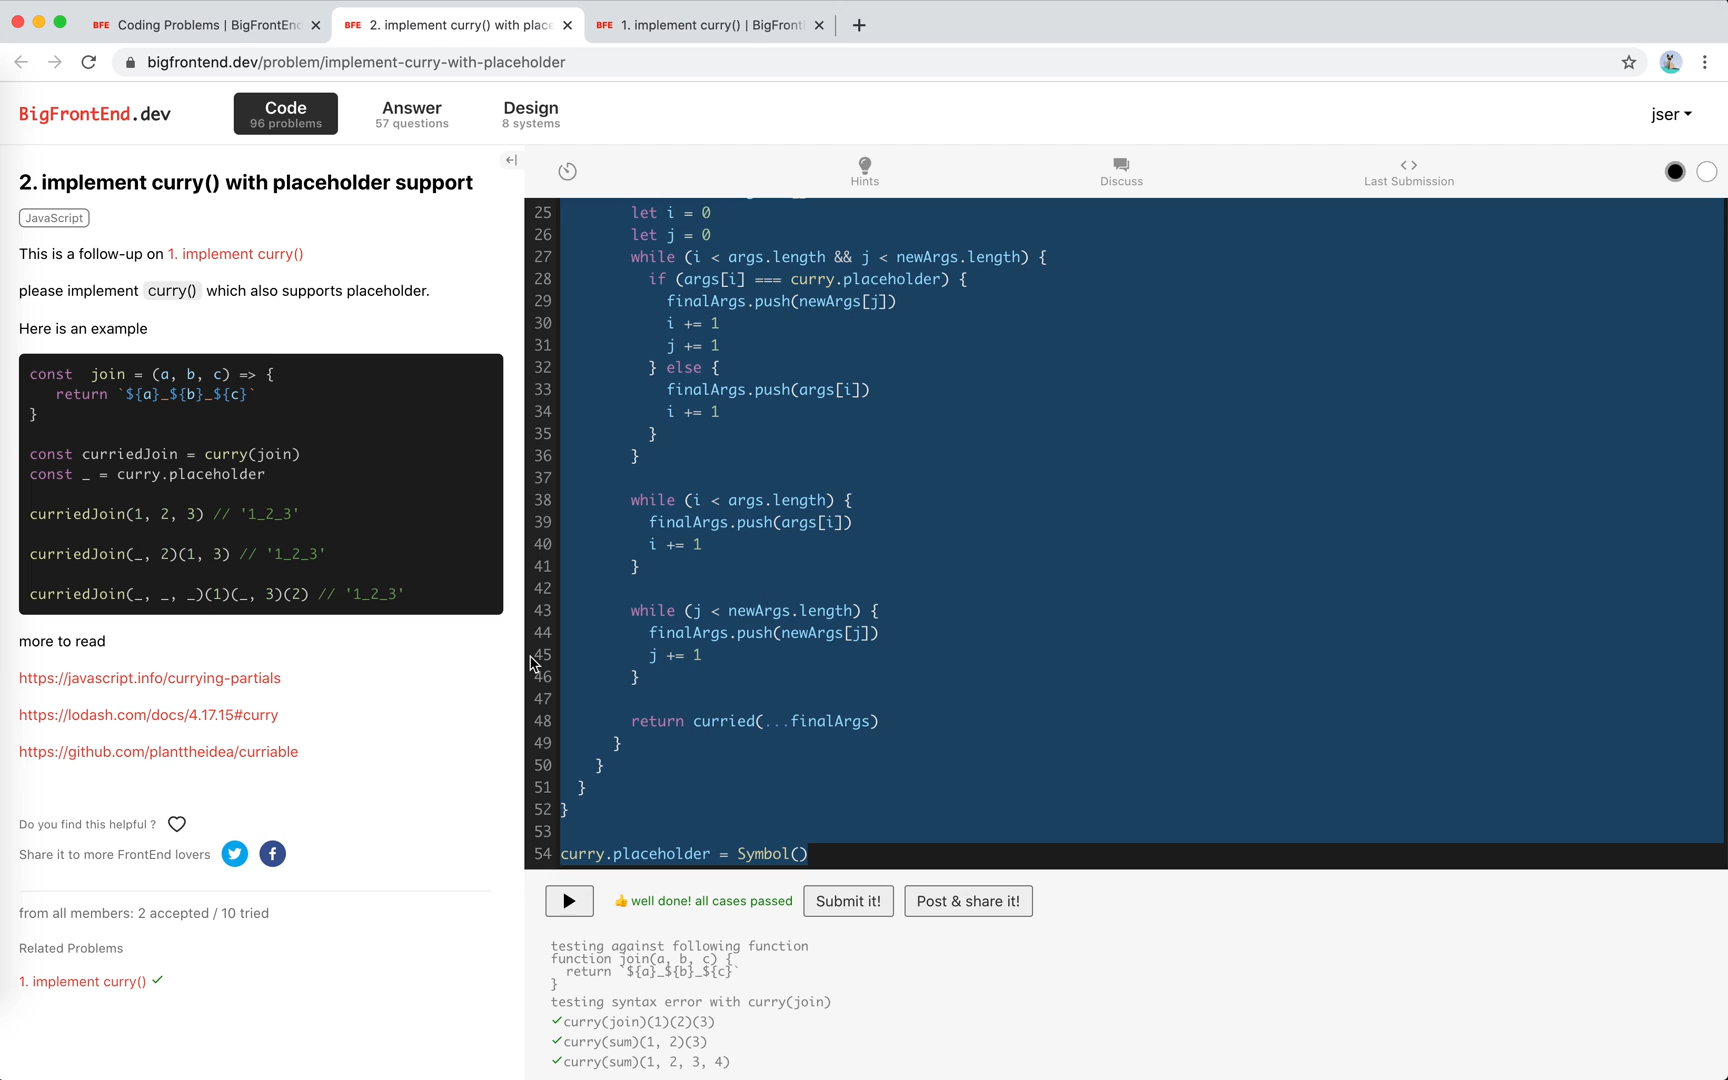 BFE Coding Problems | BigFrontEn
BFE 2. implement curry() with place
BFE 1. implement curry() | BigFront
bigfrontend.dev/problem/implement-curry-with-placeholder
BigFrontEnd.dev
Code
96 problems
Answer
57 questions
Design
8 systems
jser
2. implement curry() with placeholder support
JavaScript
This is a follow-up on 1. implement curry()
please implement curry() which also supports placeholder.
Here is an example
const join = (a, b, c) => {
return `${a}_${b}_${c}`
}
const curriedJoin = curry(join)
const _ = curry.placeholder
curriedJoin(1, 2, 3) // '1_2_3'
curriedJoin(_, 2)(1, 3) // '1_2_3'
curriedJoin(_, _, _)(1)(_, 3)(2) // '1_2_3'
more to read
https://javascript.info/currying-partials
https://lodash.com/docs/4.17.15#curry
https://github.com/planttheidea/curriable
Do you find this helpful ?
Share it to more FrontEnd lovers
from all members: 2 accepted / 10 tried
Related Problems
1. implement curry()
Hints
Discuss
Last Submission
25 let i = 0
26 let j = 0
27 while (i < args.length && j < newArgs.length) {
28 if (args[i] === curry.placeholder) {
29 finalArgs.push(newArgs[j])
30 i += 1
31 j += 1
32 } else {
33 finalArgs.push(args[i])
34 i += 1
35 }
36 }
37
38 while (i < args.length) {
39 finalArgs.push(args[i])
40 i += 1
41 }
42
43 while (j < newArgs.length) {
44 finalArgs.push(newArgs[j])
45 j += 1
46 }
47
48 return curried(...finalArgs)
49 }
50 }
51 }
52 }
53
54 curry.placeholder = Symbol()
👍 well done! all cases passed
Submit it!
Post & share it!
testing against following function
function join(a, b, c) {
return `${a}_${b}_${c}`
}
testing syntax error with curry(join)
curry(join)(1)(2)(3)
curry(sum)(1, 2)(3)
curry(sum)(1, 2, 3, 4)